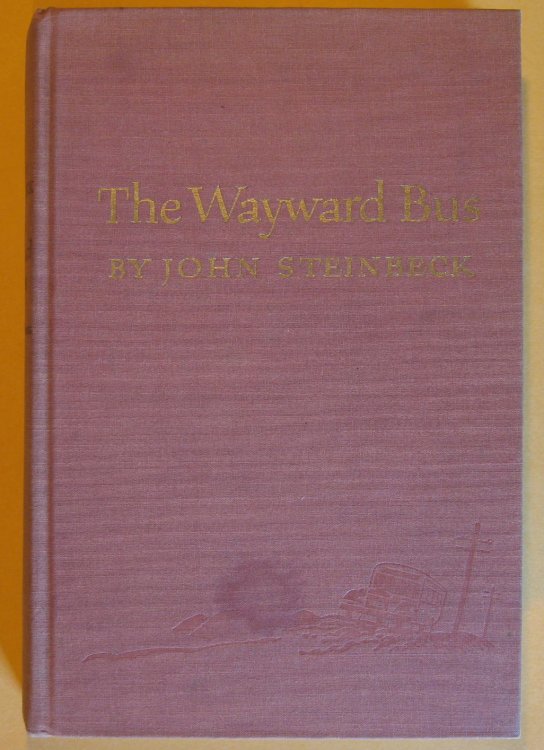 The Wayward Bus
BY JOHN STEINBECK